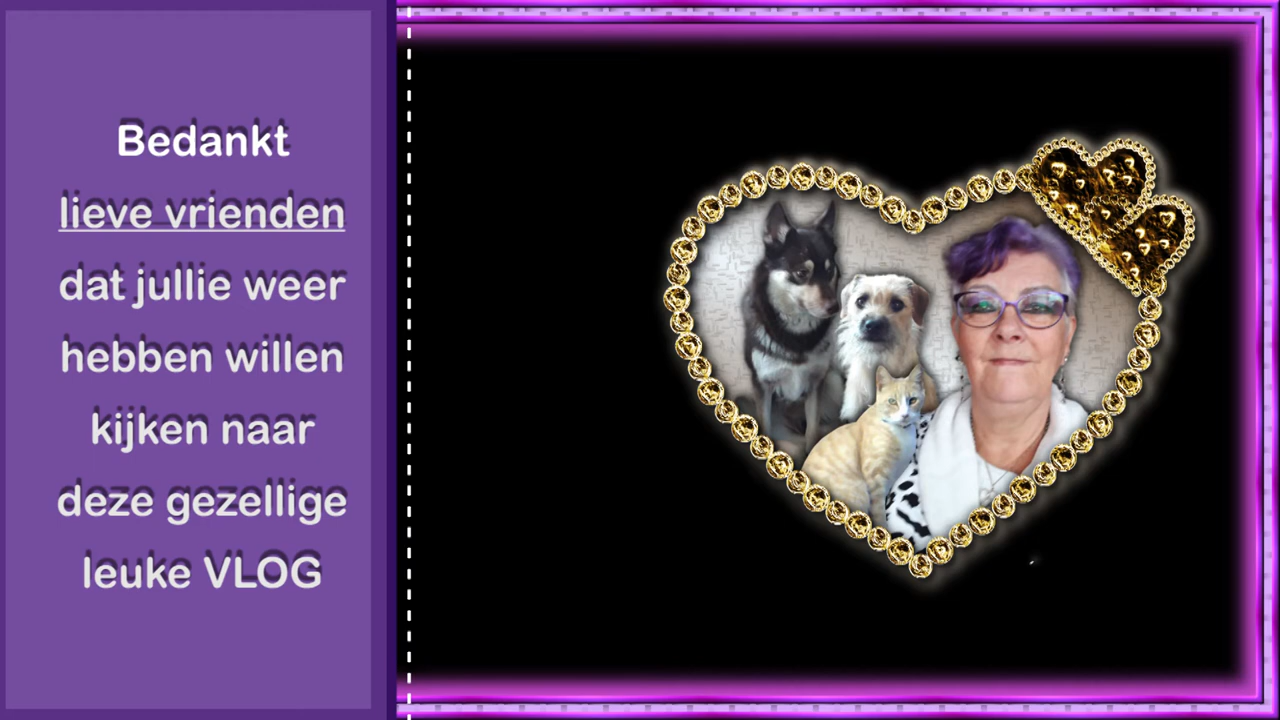 Bedankt
lieve vrienden
dat jullie weer
hebben willen
kijken naar
deze gezellige
leuke VLOG